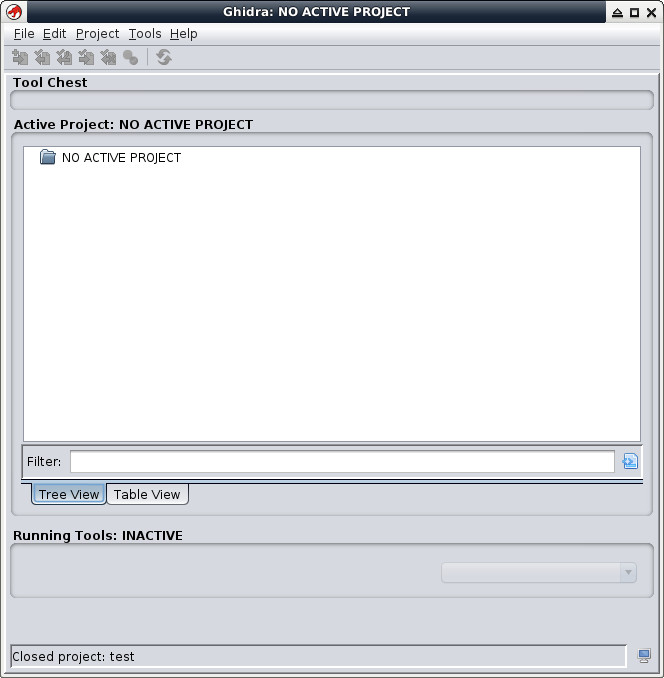 Ghidra: NO ACTIVE PROJECT
File Edit Project Tools Help
Tool Chest
Active Project: NO ACTIVE PROJECT
NO ACTIVE PROJECT
Filter:
Tree View Table View
Running Tools: INACTIVE
Closed project: test